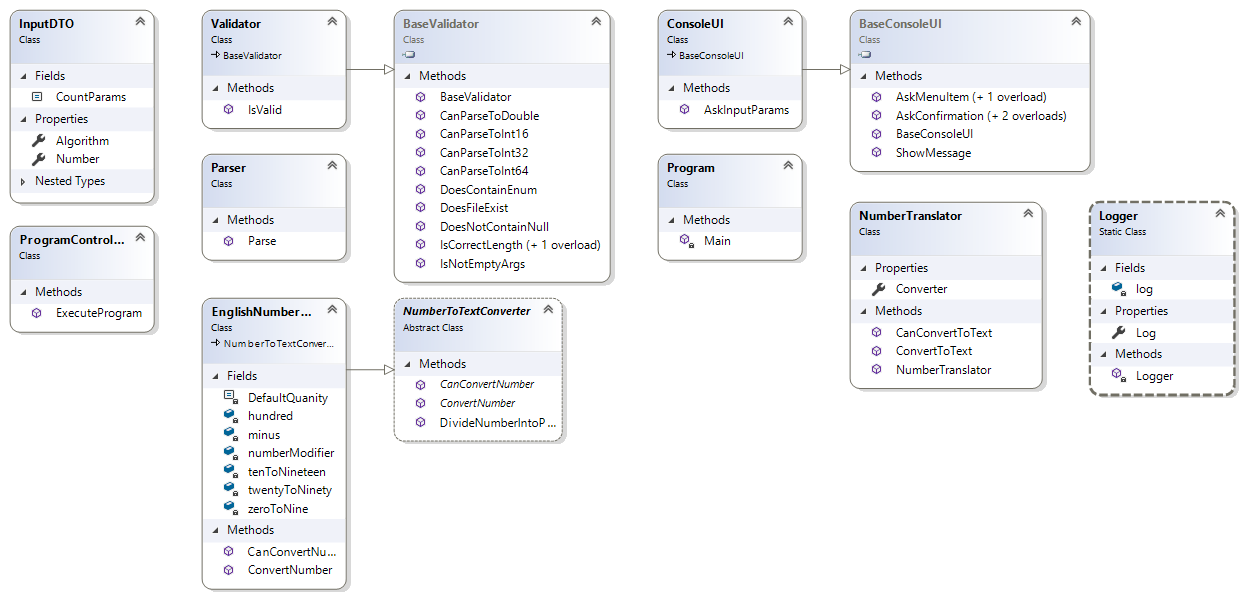 InputDTO
Class
Fields
CountParams
Properties
Algorithm
Number
Nested Types
ProgramControl...
Class
Methods
ExecuteProgram
Validator
Class
BaseValidator
Methods
IsValid
Parser
Class
Methods
Parse
EnglishNumber...
Class
NumberToTextConver...
Fields
DefaultQuanity
hundred
minus
numberModifier
tenToNineteen
twentyToNinety
zeroToNine
Methods
CanConvertNu...
ConvertNumber
BaseValidator
Class
Methods
BaseValidator
CanParseToDouble
CanParseToInt16
CanParseToInt32
CanParseToInt64
DoesContainEnum
DoesFileExist
DoesNotContainNull
IsCorrectLength (+ 1 overload)
IsNotEmptyArgs
NumberToTextConverter
Abstract Class
Methods
CanConvertNumber
ConvertNumber
DivideNumberIntoP...
ConsoleUI
Class
BaseConsoleUI
Methods
AskInputParams
Program
Class
Methods
Main
BaseConsoleUI
Class
Methods
AskMenuItem (+ 1 overload)
AskConfirmation (+ 2 overloads)
BaseConsoleUI
ShowMessage
NumberTranslator
Class
Properties
Converter
Methods
CanConvertToText
ConvertToText
NumberTranslator
Logger
Static Class
Fields
log
Properties
Log
Methods
Logger